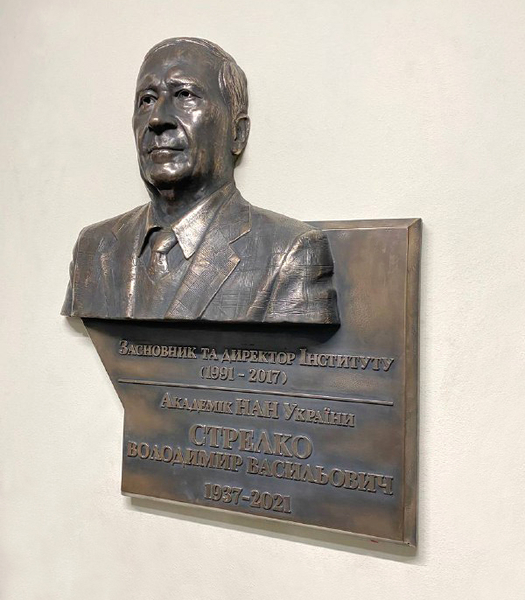 Засновник та директор Інституту
(1991 - 2017)
Академік НАН України
СТРЕЛКО
ВОЛОДИМИР ВАСИЛЬОВИЧ
1937-2021